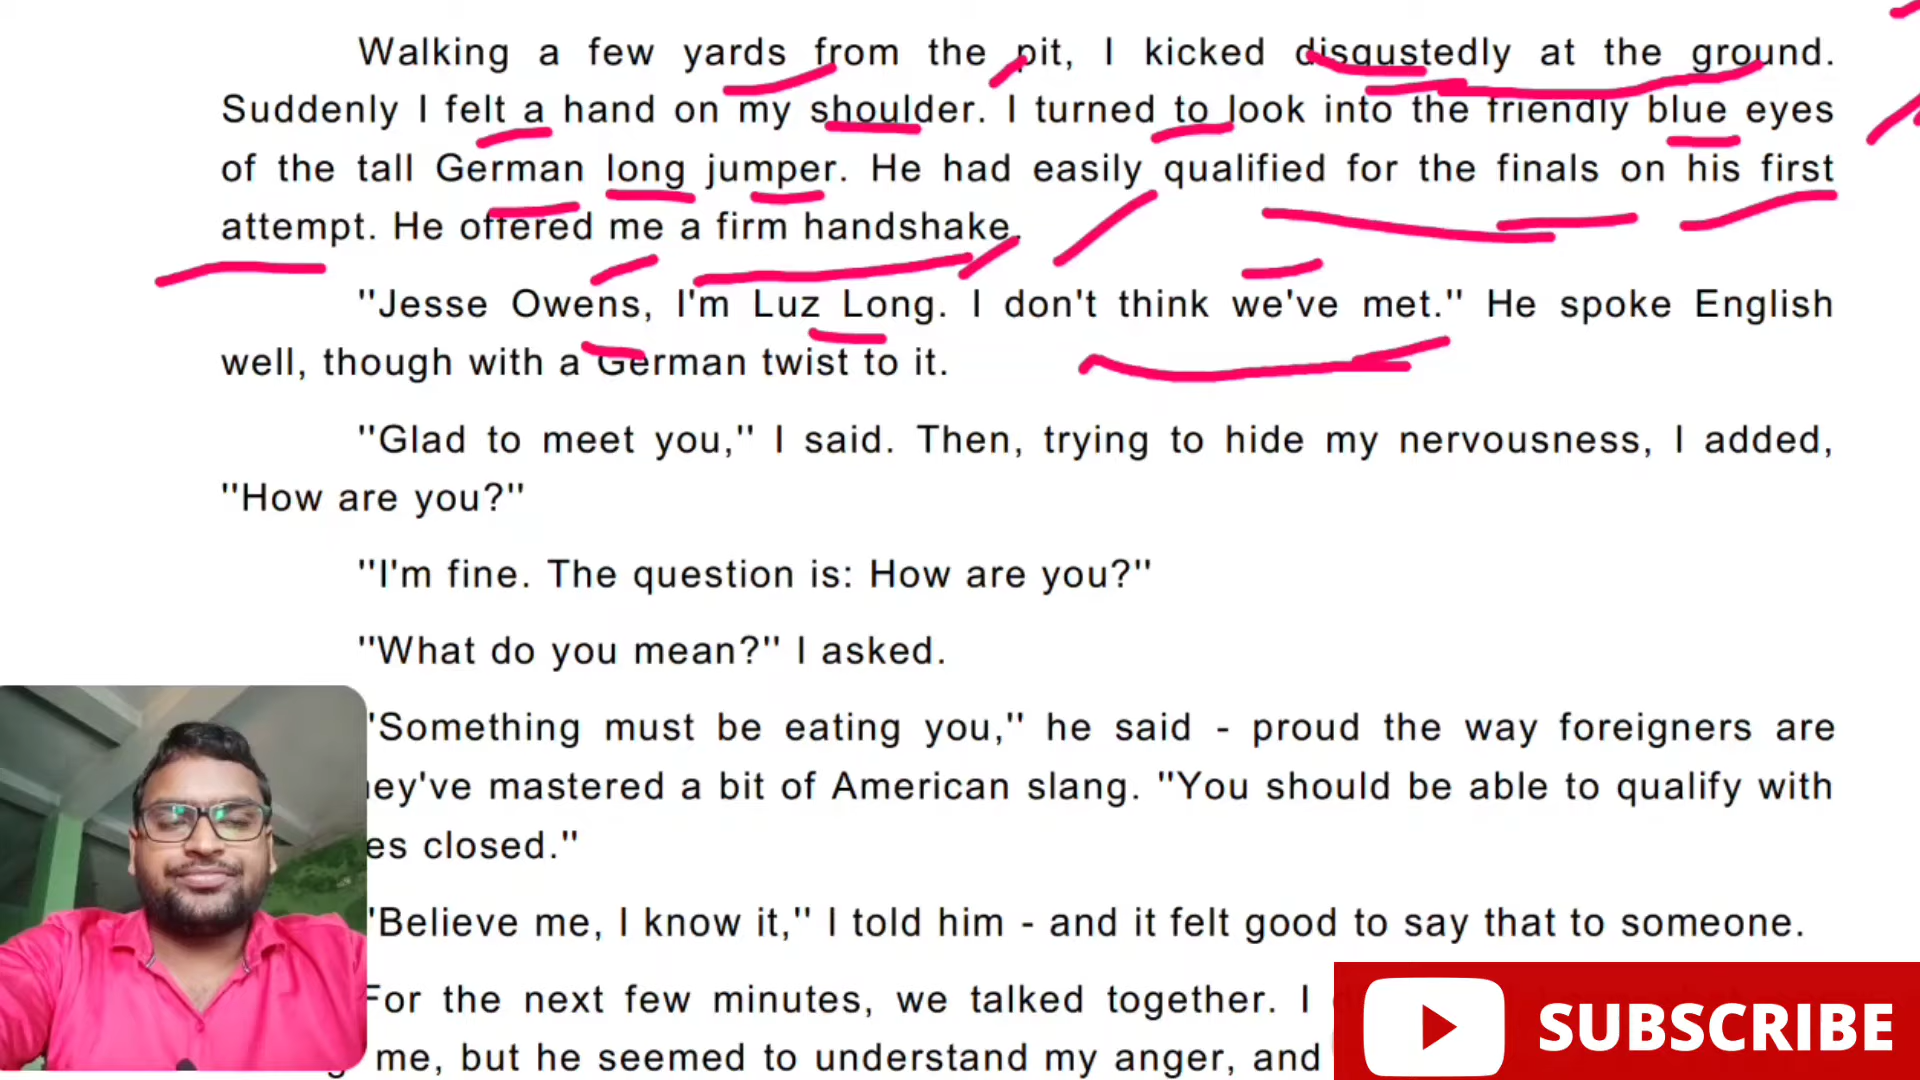 Walking a few yards from the pit, I kicked disgustedly at the ground.
Suddenly I felt a hand on my shoulder. I turned to look into the friendly blue eyes
of the tall German long jumper. He had easily qualified for the finals on his first
attempt. He offered me a firm handshake.
"Jesse Owens, I'm Luz Long. I don't think we've met." He spoke English
well, though with a German twist to it.
"Glad to meet you," I said. Then, trying to hide my nervousness, I added,
"How are you?"
"I'm fine. The question is: How are you?"
"What do you mean?" I asked.
"Something must be eating you," he said - proud the way foreigners are
ey've mastered a bit of American slang. "You should be able to qualify with
es closed."
"Believe me, I know it," I told him - and it felt good to say that to someone.
For the next few minutes, we talked together. I
me, but he seemed to understand my anger, and
SUBSCRIBE